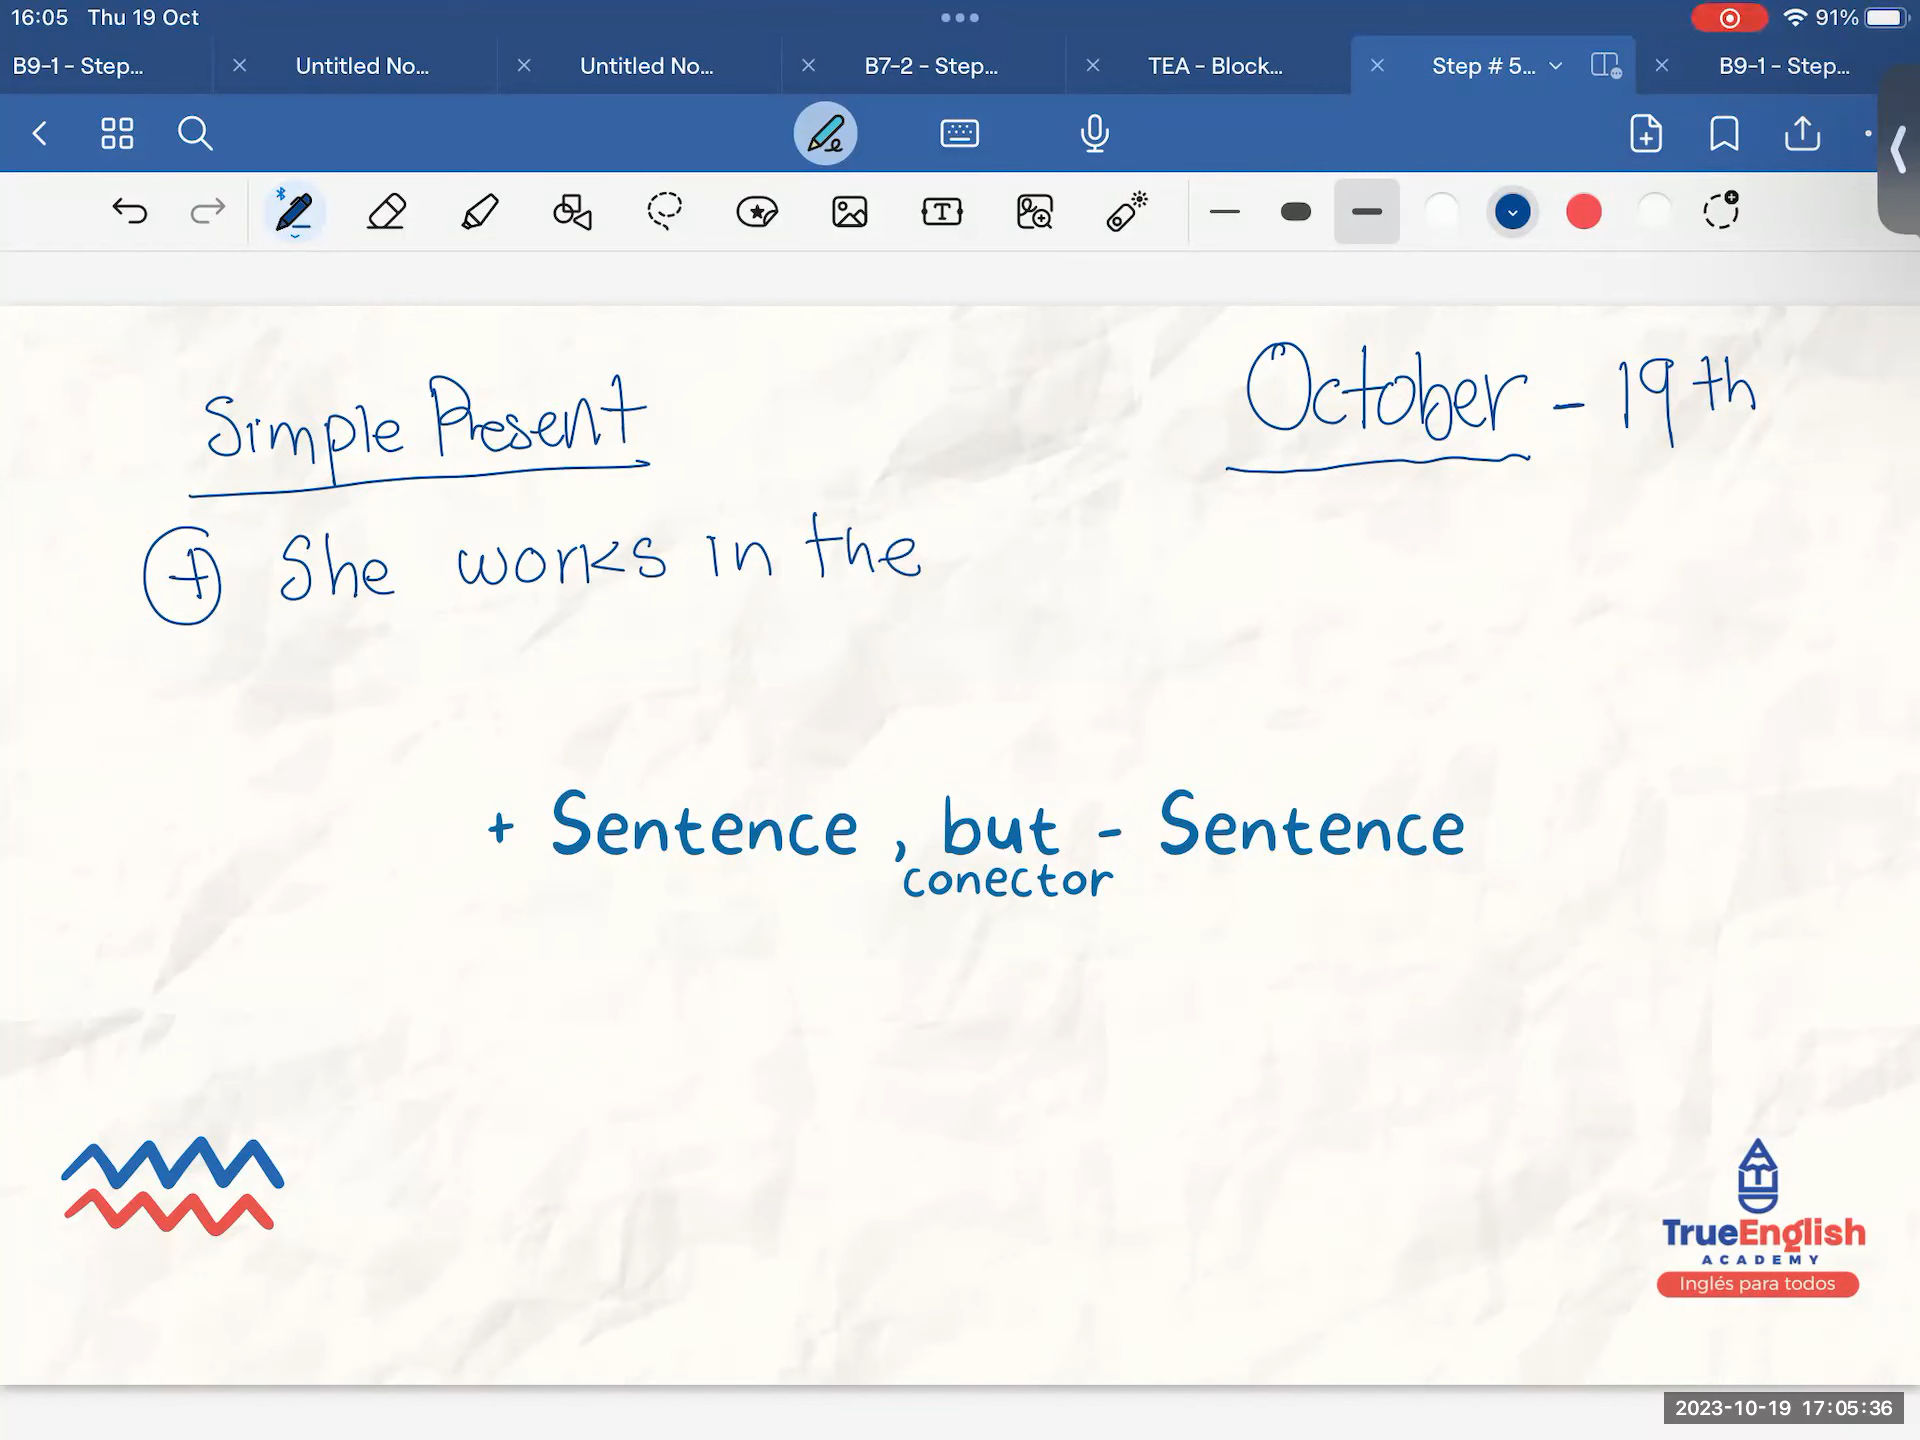 16:05 Thu 19 Oct 91%
B9-1 - Step... Untitled No... Untitled No... B7-2 - Step... TEA - Block... Step # 5... B9-1 - Step...
Simple Present October - 19th
+ She works in the
+ Sentence , but - Sentence
conector
TrueEnglish
ACADEMY
Inglés para todos
2023-10-19 17:05:36